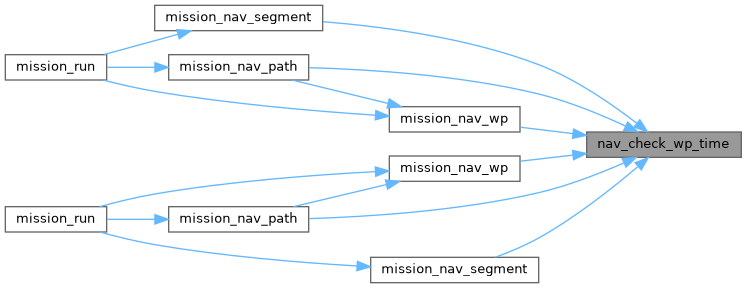 mission_nav_segment
mission_run
mission_nav_path
mission_nav_wp
nav_check_wp_time
mission_nav_wp
mission_run
mission_nav_path
mission_nav_segment